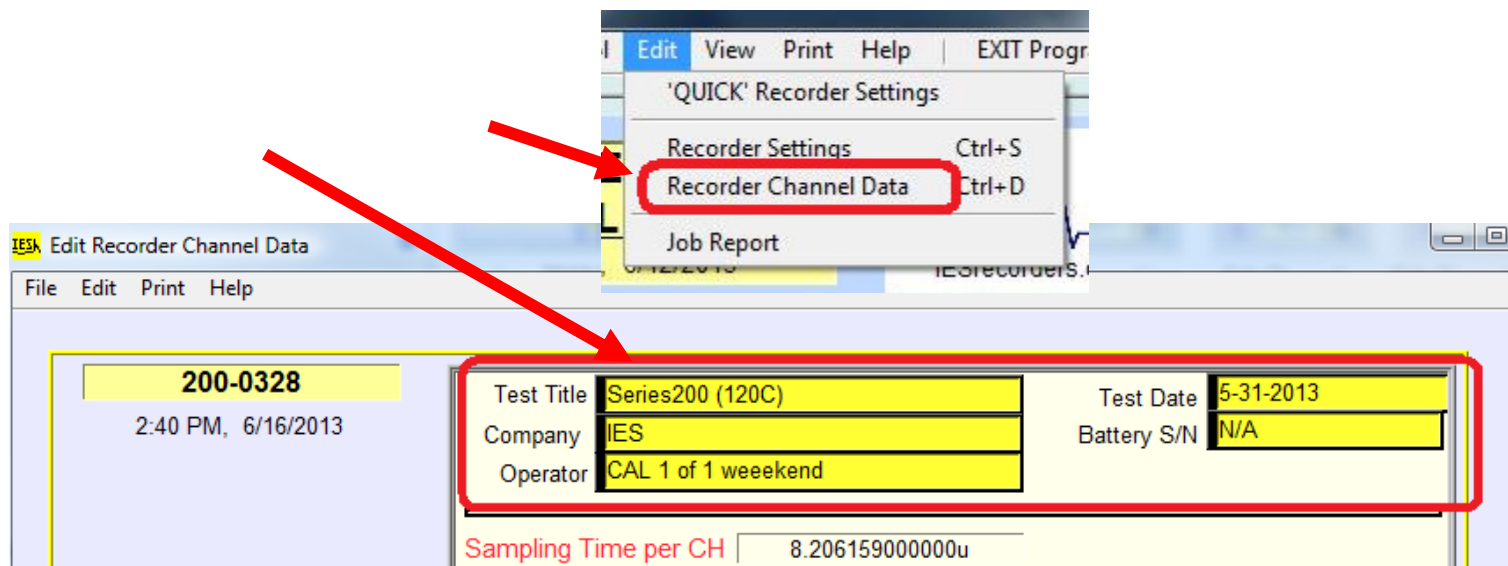 Edit View Print Help | EXIT Progr
'QUICK' Recorder Settings
Recorder Settings Ctrl+S
Recorder Channel Data Ctrl+D
Job Report
IESrecorders.
Edit Recorder Channel Data
File Edit Print Help
200-0328
2:40 PM, 6/16/2013
Test Title Series200 (120C)
Test Date 5-31-2013
Company IES
Battery S/N N/A
Operator CAL 1 of 1 weeekend
Sampling Time per CH 8.206159000000u